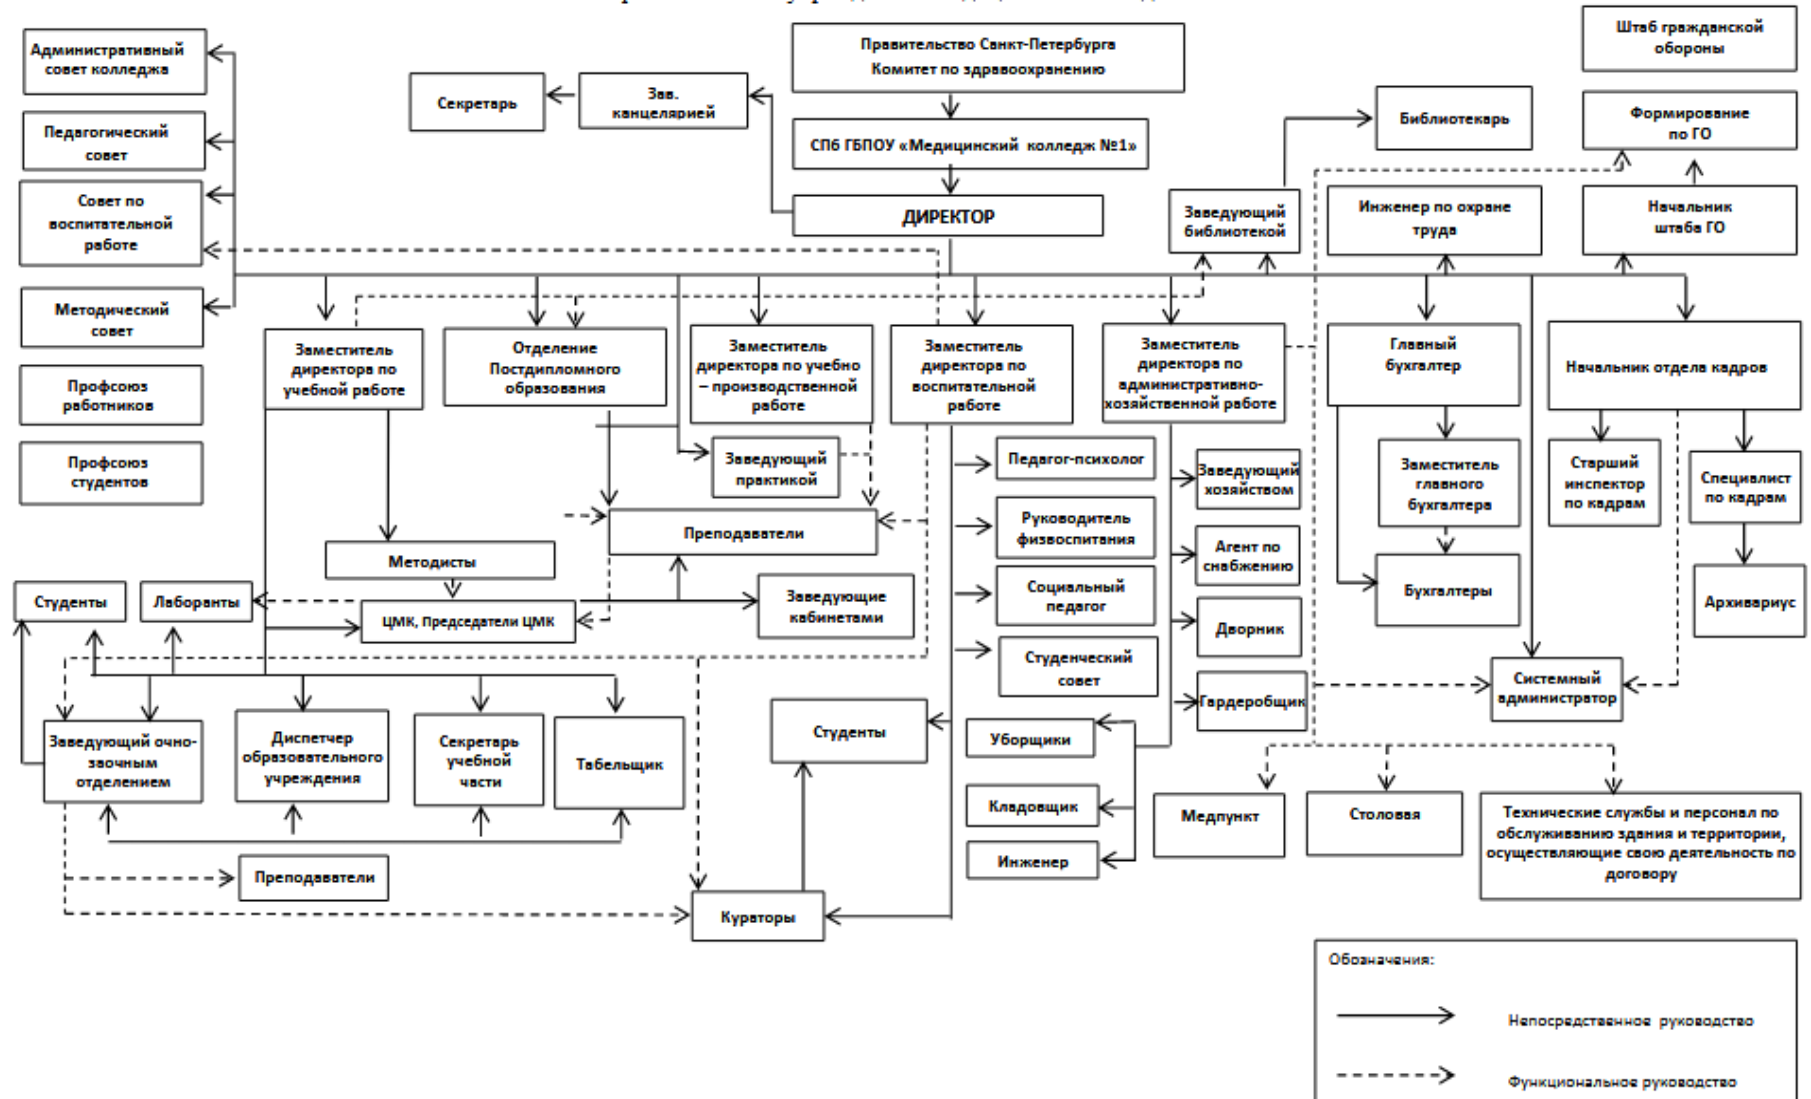 Административный
совет колледжа
Педагогический
совет
Совет по
воспитательной
работе
Методический
совет
Профсоюз
работников
Профсоюз
студентов
Секретарь
Зав.
канцелярией
Правительство Санкт-Петербурга
Комитет по здравоохранению
СПб ГБПОУ «Медицинский колледж №1»
ДИРЕКТОР
Библиотекарь
Заведующий
библиотекой
Инженер по охране
труда
Штаб гражданской
обороны
Формирование
по ГО
Начальник
штаба ГО
Заместитель
директора по
учебной работе
Отделение
Постдипломного
образования
Заместитель
директора по учебно
– производственной
работе
Заместитель
директора по
воспитательной
работе
Заместитель
директора по
административно-
хозяйственной работе
Главный
бухгалтер
Начальник отдела кадров
Заведующий
практикой
Преподаватели
Методисты
Студенты
Лаборанты
ЦМК, Председатели ЦМК
Заведующие
кабинетами
Педагог-психолог
Руководитель
физвоспитания
Социальный
педагог
Студенческий
совет
Заведующий
хозяйством
Агент по
снабжению
Дворник
Гардеробщик
Заместитель
главного
бухгалтера
Бухгалтеры
Старший
инспектор
по кадрам
Специалист
по кадрам
Архивариус
Системный
администратор
Заведующий очно-
заочным
отделением
Диспетчер
образовательного
учреждения
Секретарь
учебной
части
Табельщик
Студенты
Уборщики
Кладовщик
Инженер
Медпункт
Столовая
Технические службы и персонал по
обслуживанию здания и территории,
осуществляющие свою деятельность по
договору
Преподаватели
Кураторы
Обозначения:
Непосредственное руководство
Функциональное руководство